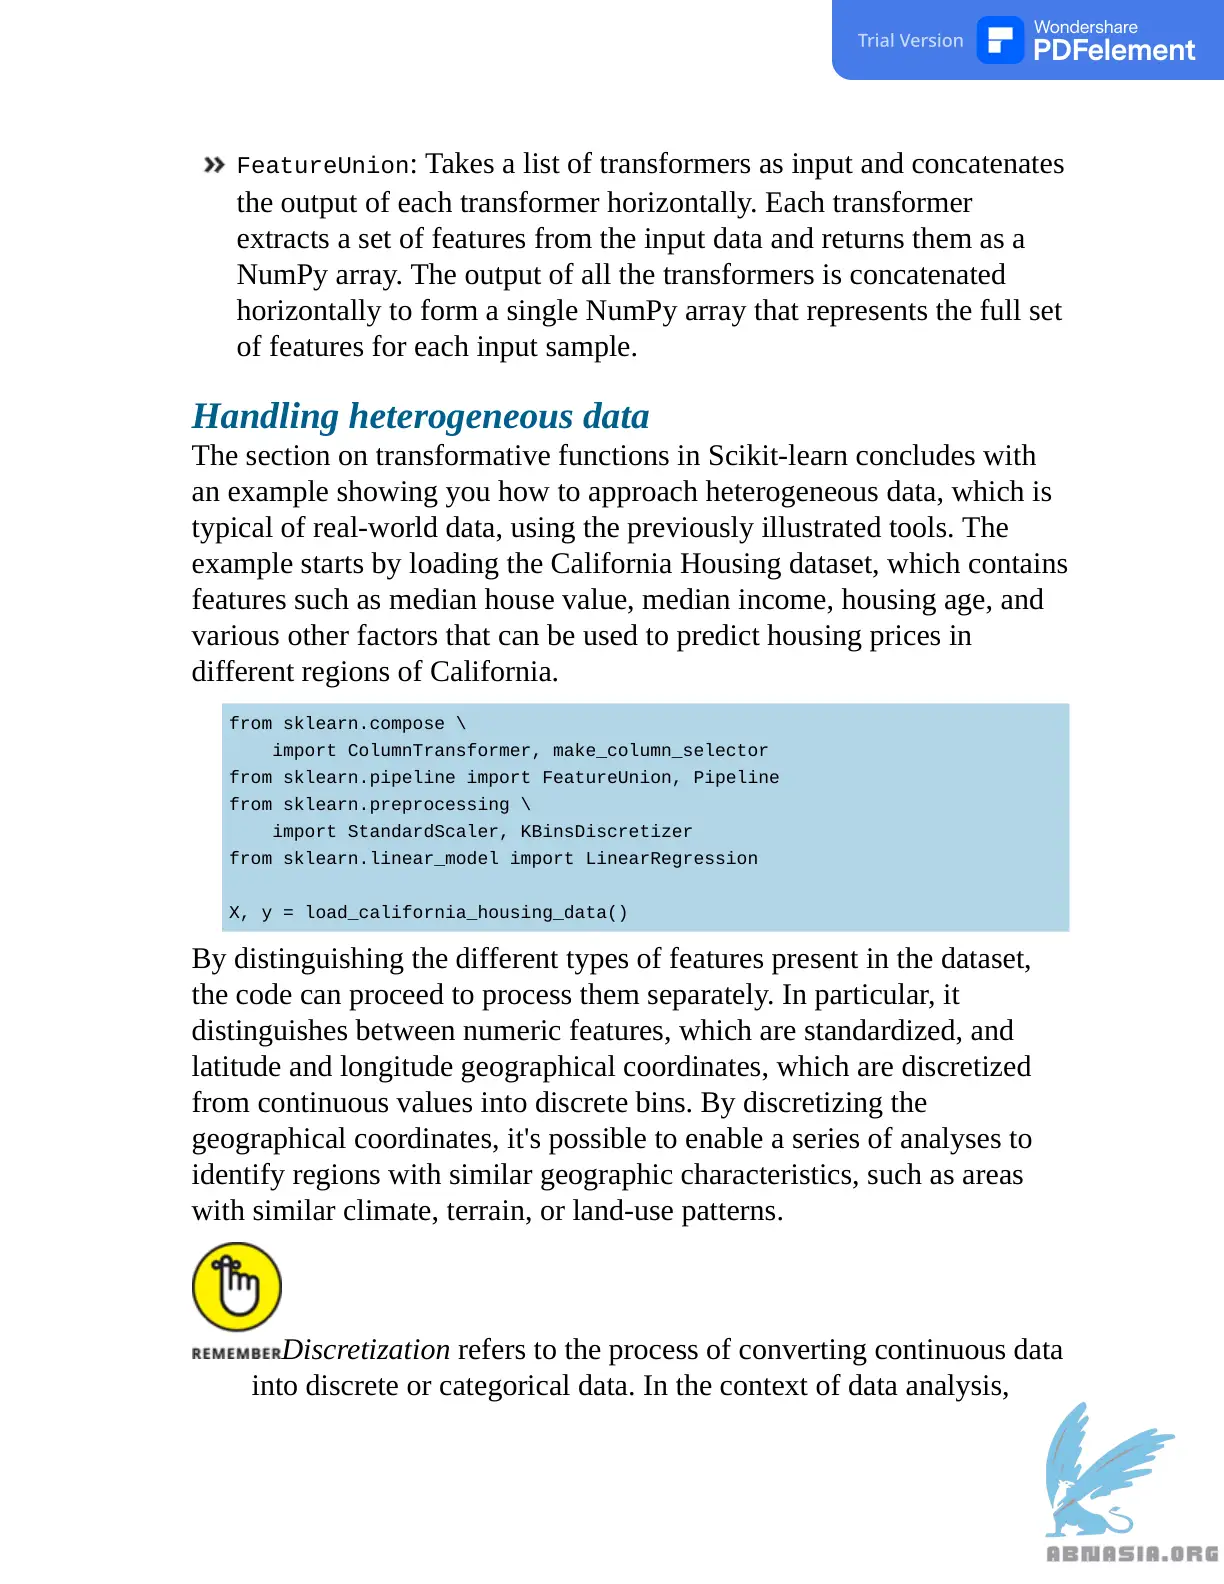 Trial Version
Wondershare
PDFelement
» FeatureUnion: Takes a list of transformers as input and concatenates
the output of each transformer horizontally. Each transformer
extracts a set of features from the input data and returns them as a
NumPy array. The output of all the transformers is concatenated
horizontally to form a single NumPy array that represents the full set
of features for each input sample.
Handling heterogeneous data
The section on transformative functions in Scikit-learn concludes with
an example showing you how to approach heterogeneous data, which is
typical of real-world data, using the previously illustrated tools. The
example starts by loading the California Housing dataset, which contains
features such as median house value, median income, housing age, and
various other factors that can be used to predict housing prices in
different regions of California.
from sklearn.compose \
    import ColumnTransformer, make_column_selector
from sklearn.pipeline import FeatureUnion, Pipeline
from sklearn.preprocessing \
    import StandardScaler, KBinsDiscretizer
from sklearn.linear_model import LinearRegression
X, y = load_california_housing_data()
By distinguishing the different types of features present in the dataset,
the code can proceed to process them separately. In particular, it
distinguishes between numeric features, which are standardized, and
latitude and longitude geographical coordinates, which are discretized
from continuous values into discrete bins. By discretizing the
geographical coordinates, it's possible to enable a series of analyses to
identify regions with similar geographic characteristics, such as areas
with similar climate, terrain, or land-use patterns.
REMEMBER Discretization refers to the process of converting continuous data
into discrete or categorical data. In the context of data analysis,
ABNASIA.ORG